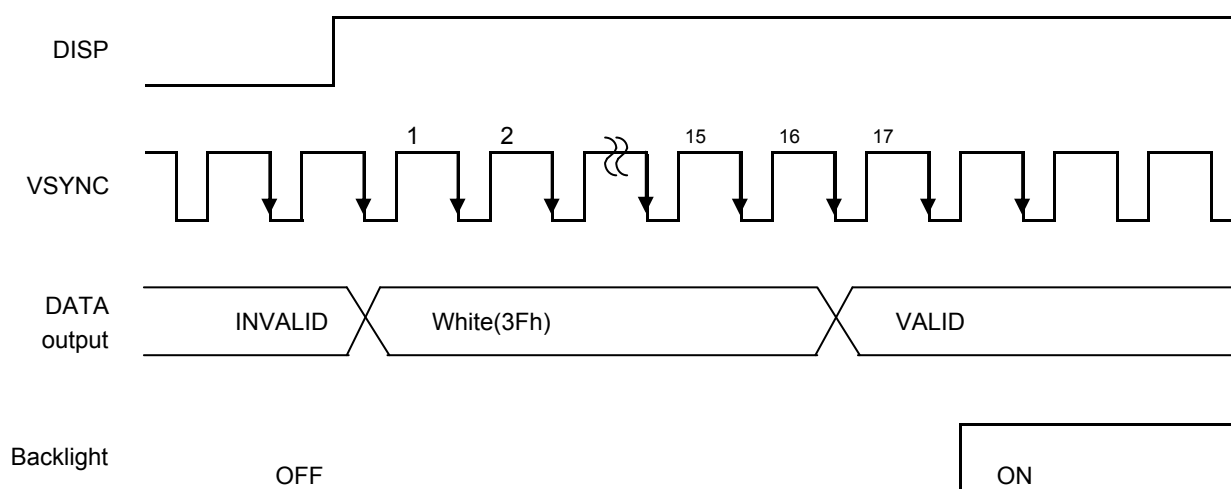 DISP
1 2 15 16 17
VSYNC
DATA
output
INVALID White(3Fh) VALID
Backlight
OFF ON